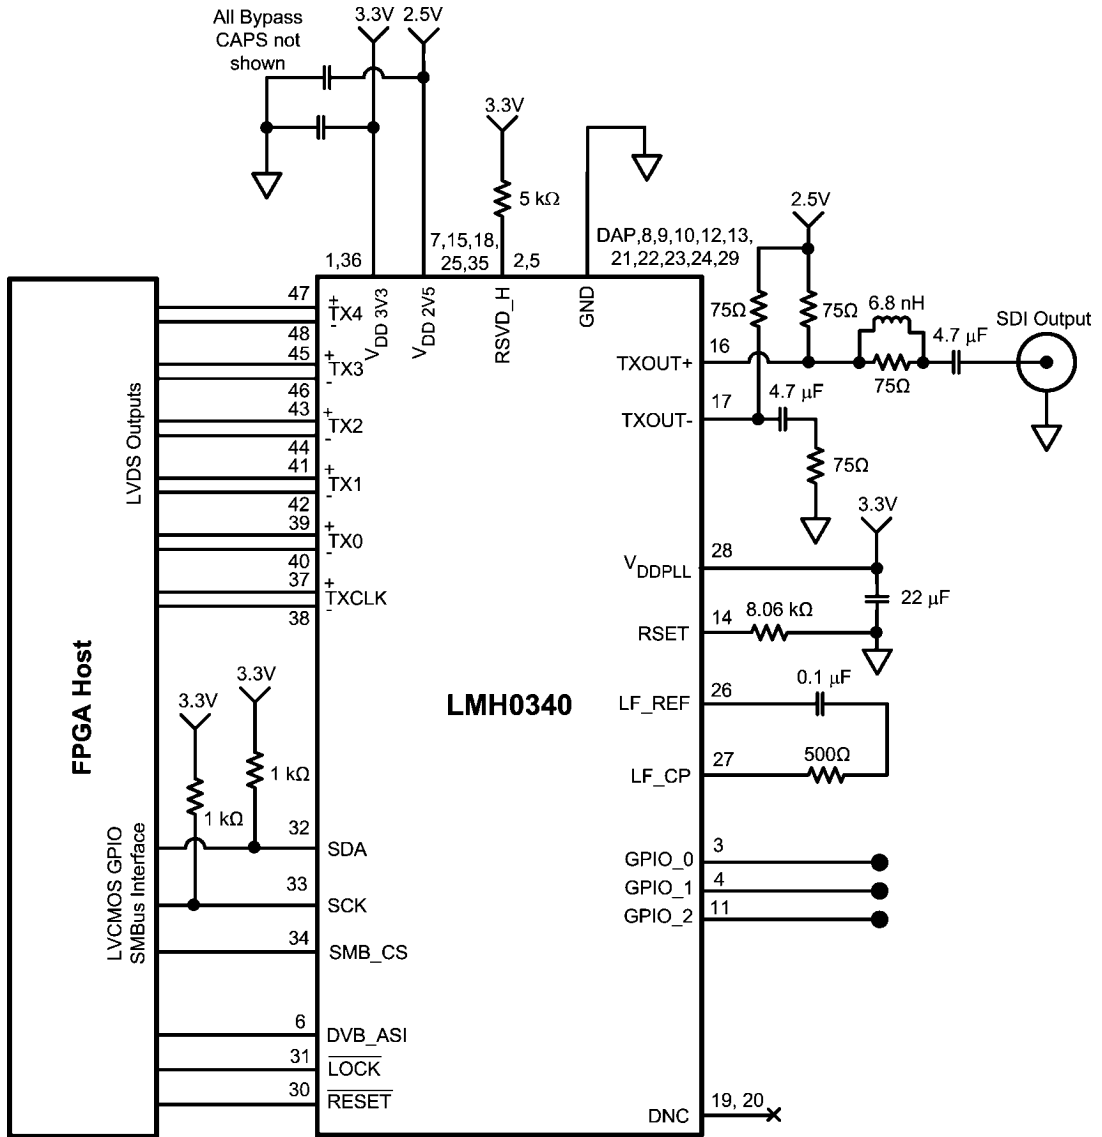 All Bypass
CAPS not
shown
3.3V
2.5V
3.3V
5 kΩ
1,36
7,15,18,
25,35
2,5
DAP,8,9,10,12,13,
21,22,23,24,29
2.5V
VDD 3V3
VDD 2V5
RSVD_H
GND
75Ω
75Ω
6.8 nH
SDI Output
4.7 µF
75Ω
16
TXOUT+
4.7 µF
17
TXOUT-
75Ω
47
+
TX4
-
48
45
+
TX3
-
46
43
+
TX2
-
44
41
+
TX1
-
42
39
+
TX0
-
40
37
+
TXCLK
-
38
LVDS Outputs
3.3V
28
VDDPLL
22 µF
8.06 kΩ
14
RSET
FPGA Host
LMH0340
3.3V
3.3V
1 kΩ
1 kΩ
0.1 µF
26
LF_REF
500Ω
27
LF_CP
LVCMOS GPIO
SMBus Interface
32
SDA
33
SCK
34
SMB_CS
6
DVB_ASI
31
LOCK
30
RESET
3
GPIO_0
4
GPIO_1
11
GPIO_2
19, 20
DNC